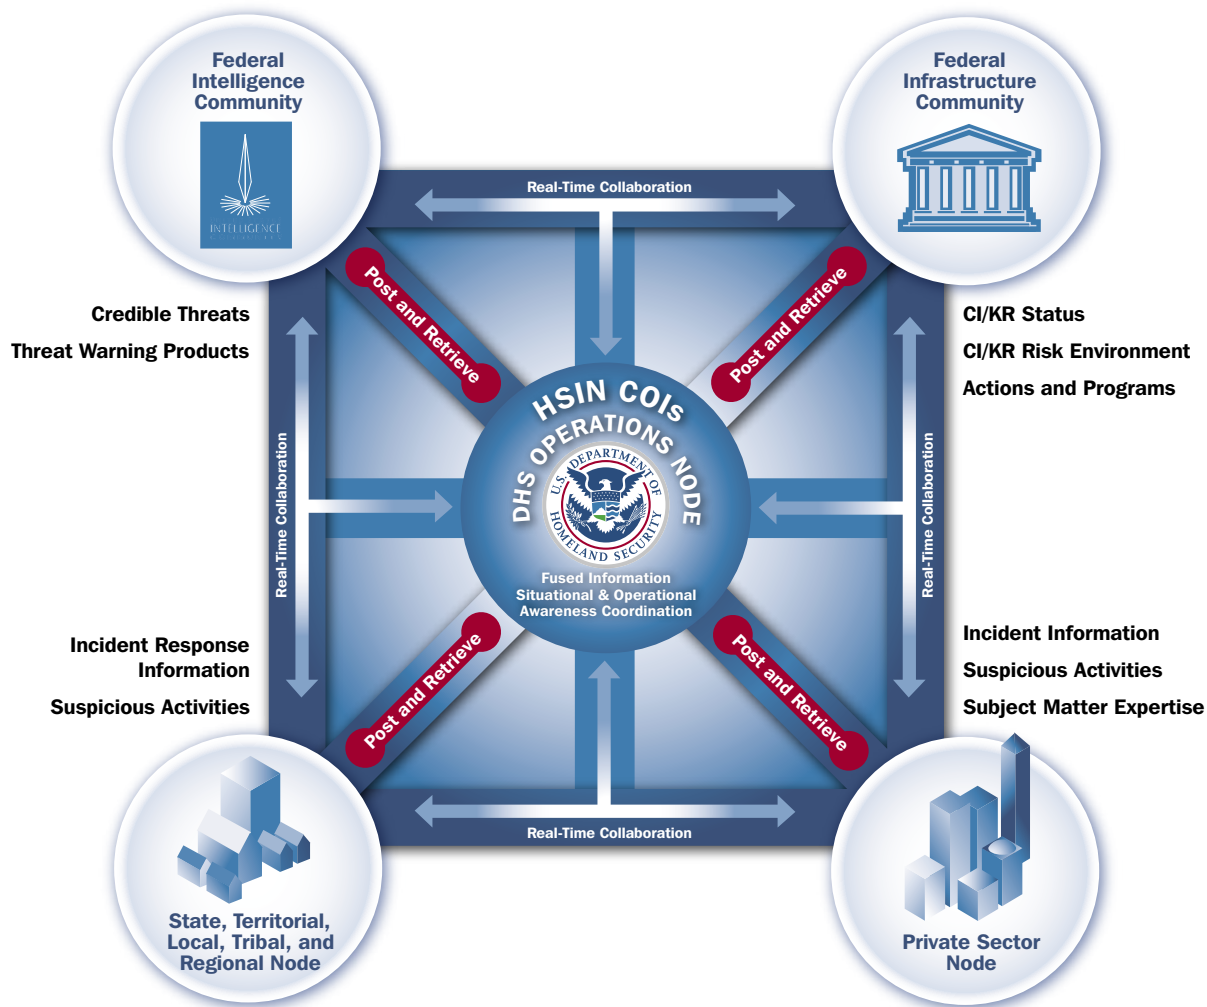 Federal
Intelligence
Community
INTELLIGENCE
Federal
Infrastructure
Community
Real-Time Collaboration
Post and Retrieve
Post and Retrieve
Credible Threats
Threat Warning Products
CI/KR Status
CI/KR Risk Environment
Actions and Programs
Real-Time Collaboration
HSIN COIs
DHS OPERATIONS NODE
U.S. DEPARTMENT OF
HOMELAND SECURITY
Fused Information
Situational & Operational
Awareness Coordination
Real-Time Collaboration
Incident Response
Information
Suspicious Activities
Incident Information
Suspicious Activities
Subject Matter Expertise
Post and Retrieve
Post and Retrieve
Real-Time Collaboration
State, Territorial,
Local, Tribal, and
Regional Node
Private Sector
Node